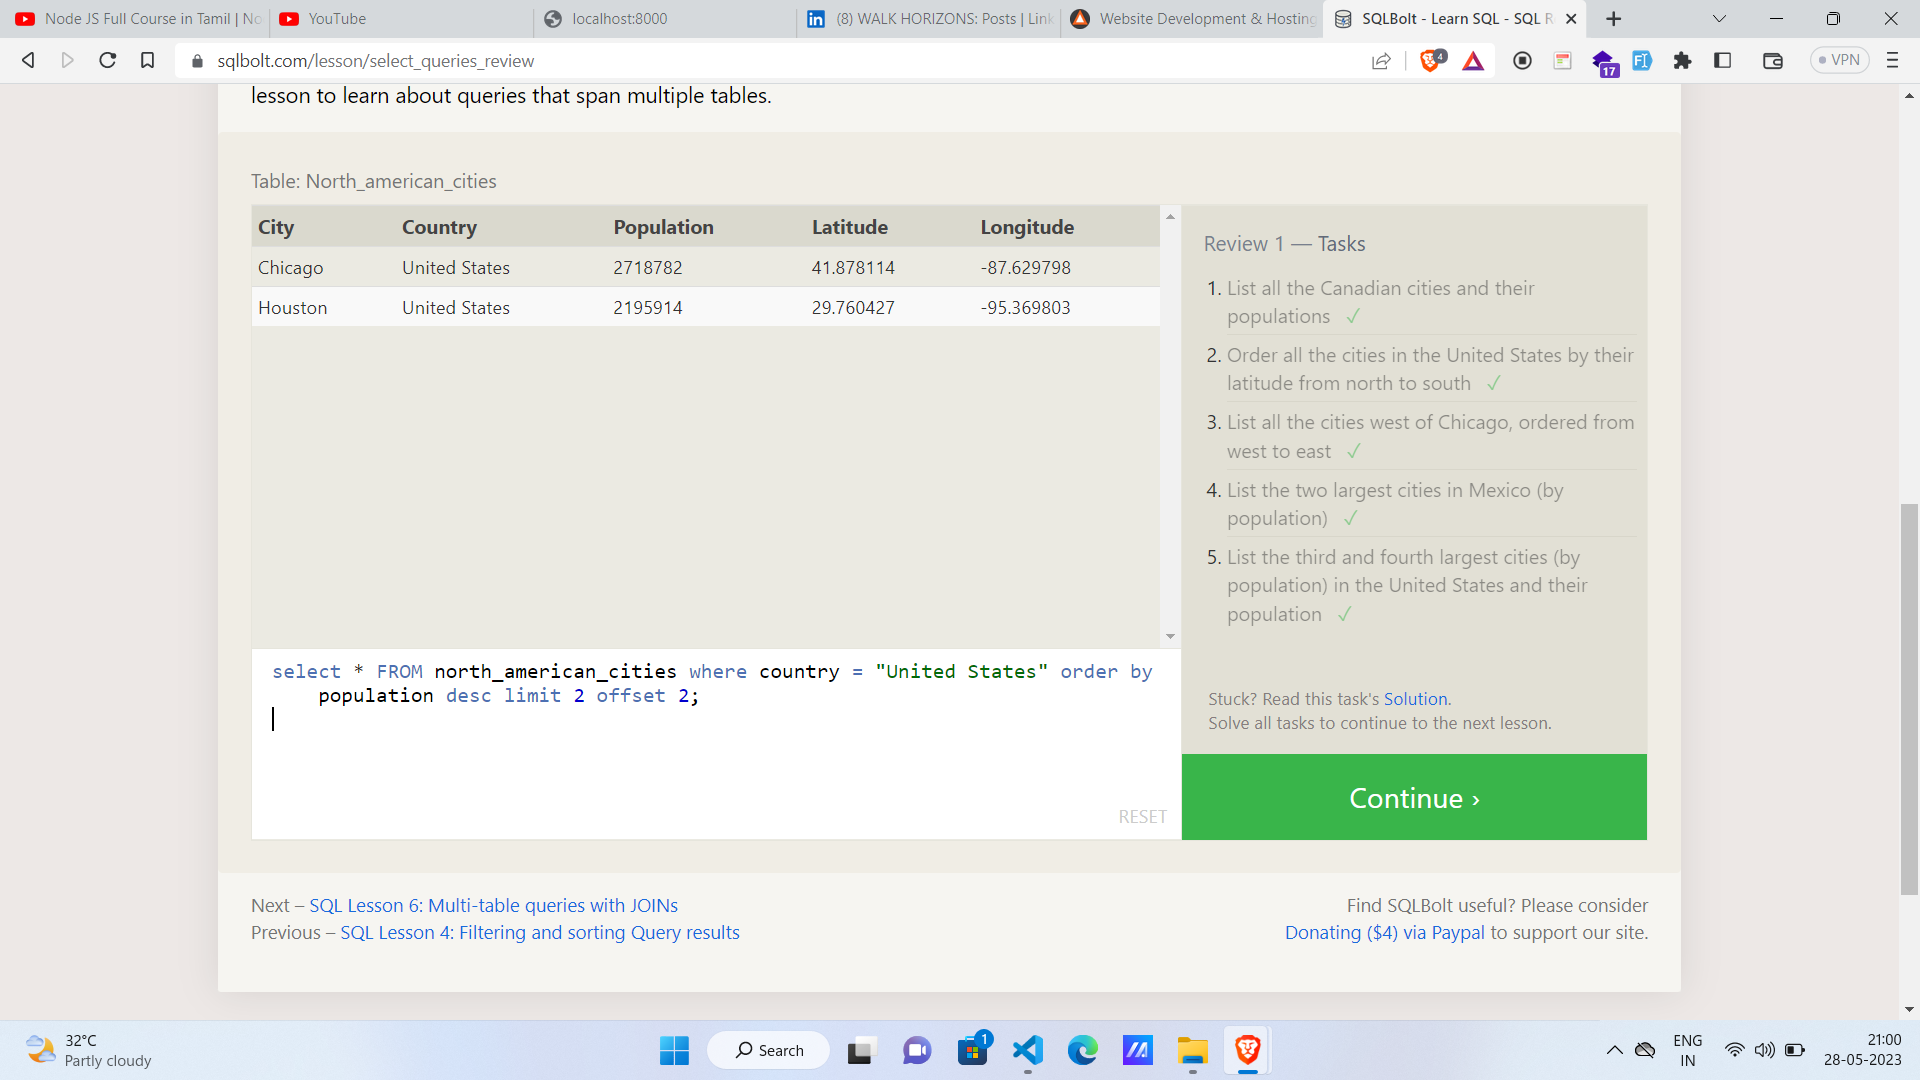 Node JS Full Course in Tamil | No
YouTube
localhost:8000
(8) WALK HORIZONS: Posts | Link
Website Development & Hosting
SQLBolt - Learn SQL - SQL R
sqlbolt.com/lesson/select_queries_review
4
17
VPN
lesson to learn about queries that span multiple tables.
Table: North_american_cities
City Country Population Latitude Longitude
Chicago United States 2718782 41.878114 -87.629798
Houston United States 2195914 29.760427 -95.369803
select * FROM north_american_cities where country = "United States" order by
population desc limit 2 offset 2;
RESET
Review 1 — Tasks
1. List all the Canadian cities and their
populations ✓
2. Order all the cities in the United States by their
latitude from north to south ✓
3. List all the cities west of Chicago, ordered from
west to east ✓
4. List the two largest cities in Mexico (by
population) ✓
5. List the third and fourth largest cities (by
population) in the United States and their
population ✓
Stuck? Read this task's Solution.
Solve all tasks to continue to the next lesson.
Continue ›
Next – SQL Lesson 6: Multi-table queries with JOINs
Previous – SQL Lesson 4: Filtering and sorting Query results
Find SQLBolt useful? Please consider
Donating ($4) via Paypal to support our site.
32°C
Partly cloudy
Search
1
ENG
IN
21:00
28-05-2023